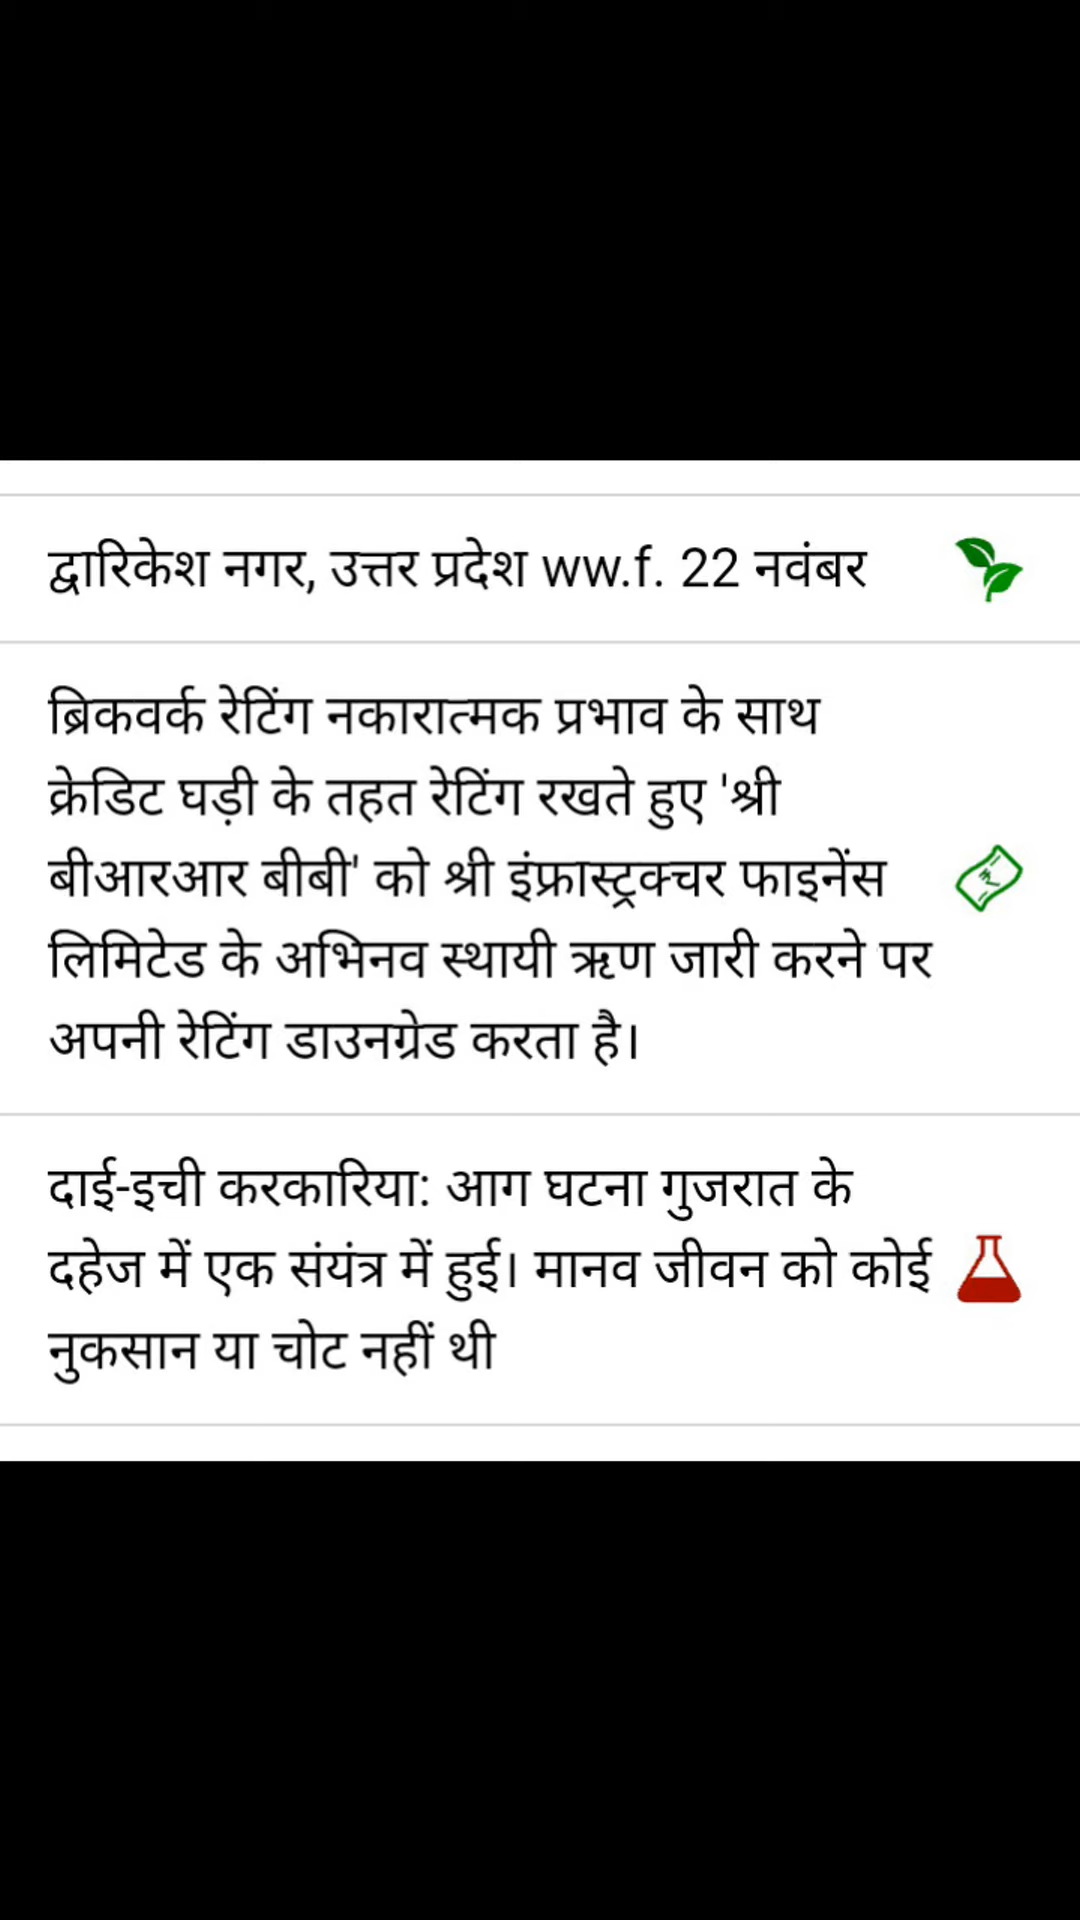 द्वारिकेश नगर, उत्तर प्रदेश ww.f. 22 नवंबर
ब्रिकवर्क रेटिंग नकारात्मक प्रभाव के साथ
क्रेडिट घड़ी के तहत रेटिंग रखते हुए 'श्री
बीआरआर बीबी' को श्री इंफ्रास्ट्रक्चर फाइनेंस
लिमिटेड के अभिनव स्थायी ऋण जारी करने पर
अपनी रेटिंग डाउनग्रेड करता है।
दाई-इची करकारिया: आग घटना गुजरात के
दहेज में एक संयंत्र में हुई। मानव जीवन को कोई
नुकसान या चोट नहीं थी